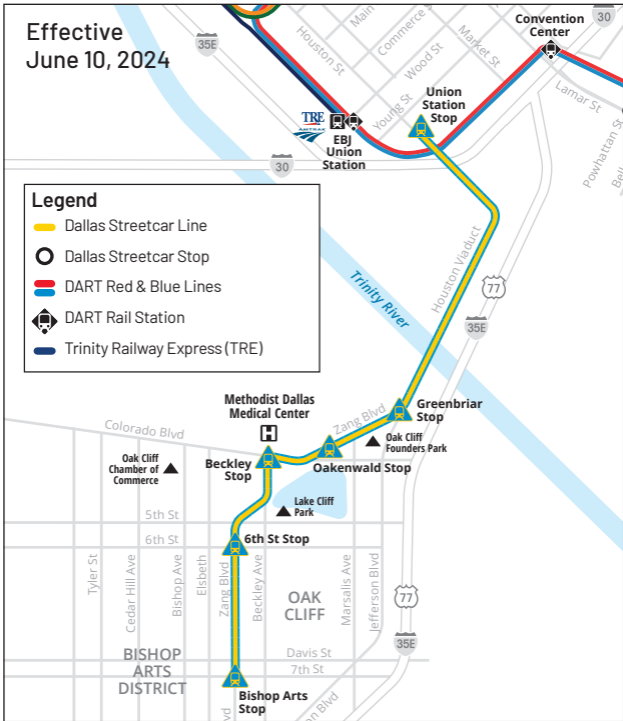 Effective
June 10, 2024
35E
Houston St
Main
Commerce S
Wood St
Market St
Young St
Convention
Center
30
Lamar St
Powhattan St
Bell
Union
Station
Stop
TRE
AMTRAK
EBJ
Union
Station
30
Legend
Dallas Streetcar Line
Dallas Streetcar Stop
DART Red & Blue Lines
DART Rail Station
Trinity Railway Express (TRE)
Trinity River
Houston Viaduct
77
35E
Methodist Dallas
Medical Center
H
Colorado Blvd
Zang Blvd
Greenbriar
Stop
Oak Cliff
Founders Park
Oak Cliff
Chamber of
Commerce
Beckley
Stop
Oakenwald Stop
Lake Cliff
Park
5th St
6th St
6th St Stop
Tyler St
Cedar Hill Ave
Bishop Ave
Elsbeth
Zang Blvd
Beckley Ave
Marsalis Ave
Jefferson Blvd
OAK
CLIFF
77
35E
Davis St
7th St
BISHOP
ARTS
DISTRICT
Bishop Arts
Stop
vd
on Blvd